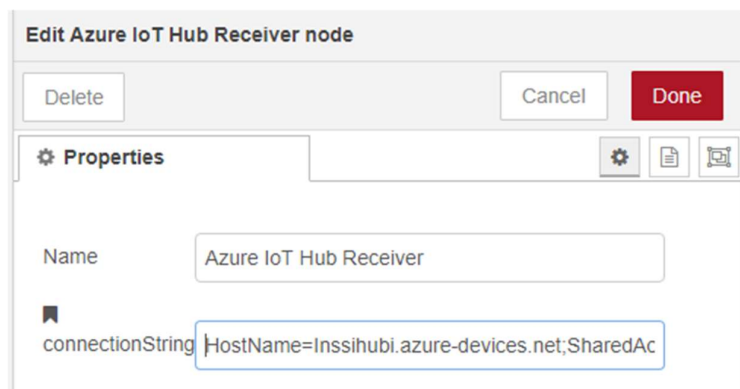 Edit Azure IoT Hub Receiver node
Delete Cancel Done
Properties
Name Azure IoT Hub Receiver
connectionString HostName=Inssihubi.azure-devices.net;SharedAc